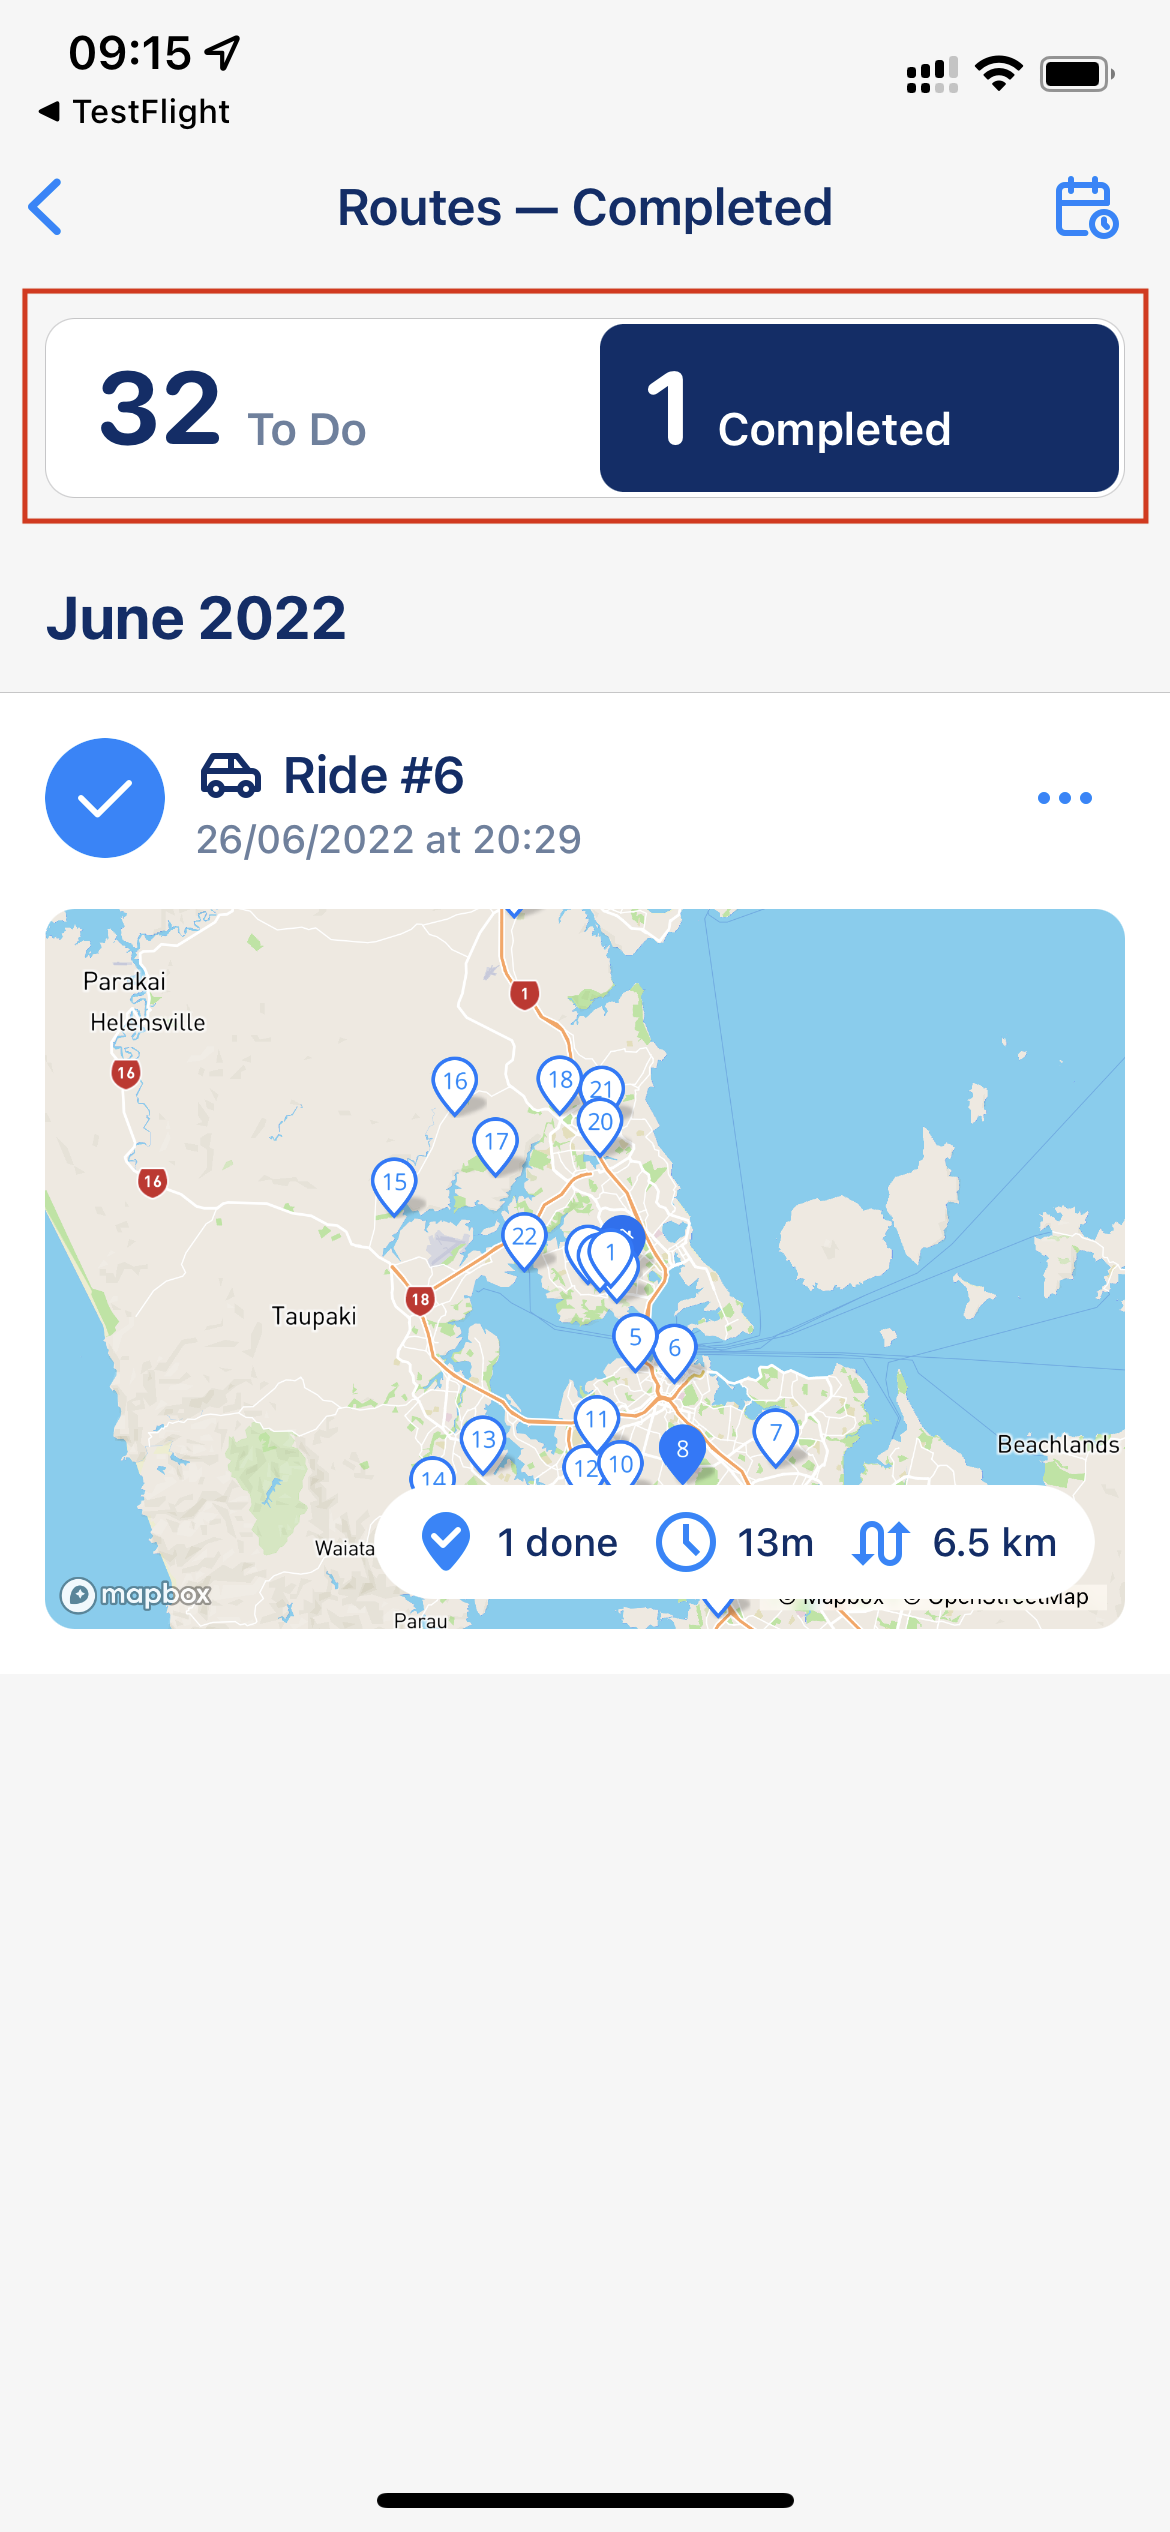 09:15
TestFlight
Routes — Completed
32 To Do
1 Completed
June 2022
Ride #6
26/06/2022 at 20:29
Parakai
1
Helensville
16
16
18
21
20
17
16
15
22
1
18
Taupaki
5
6
11
7
13
8
Beachlands
12
10
14
1 done
13m
6.5 km
Waiata
mapbox
© Mapbox © OpenStreetMap
Parau